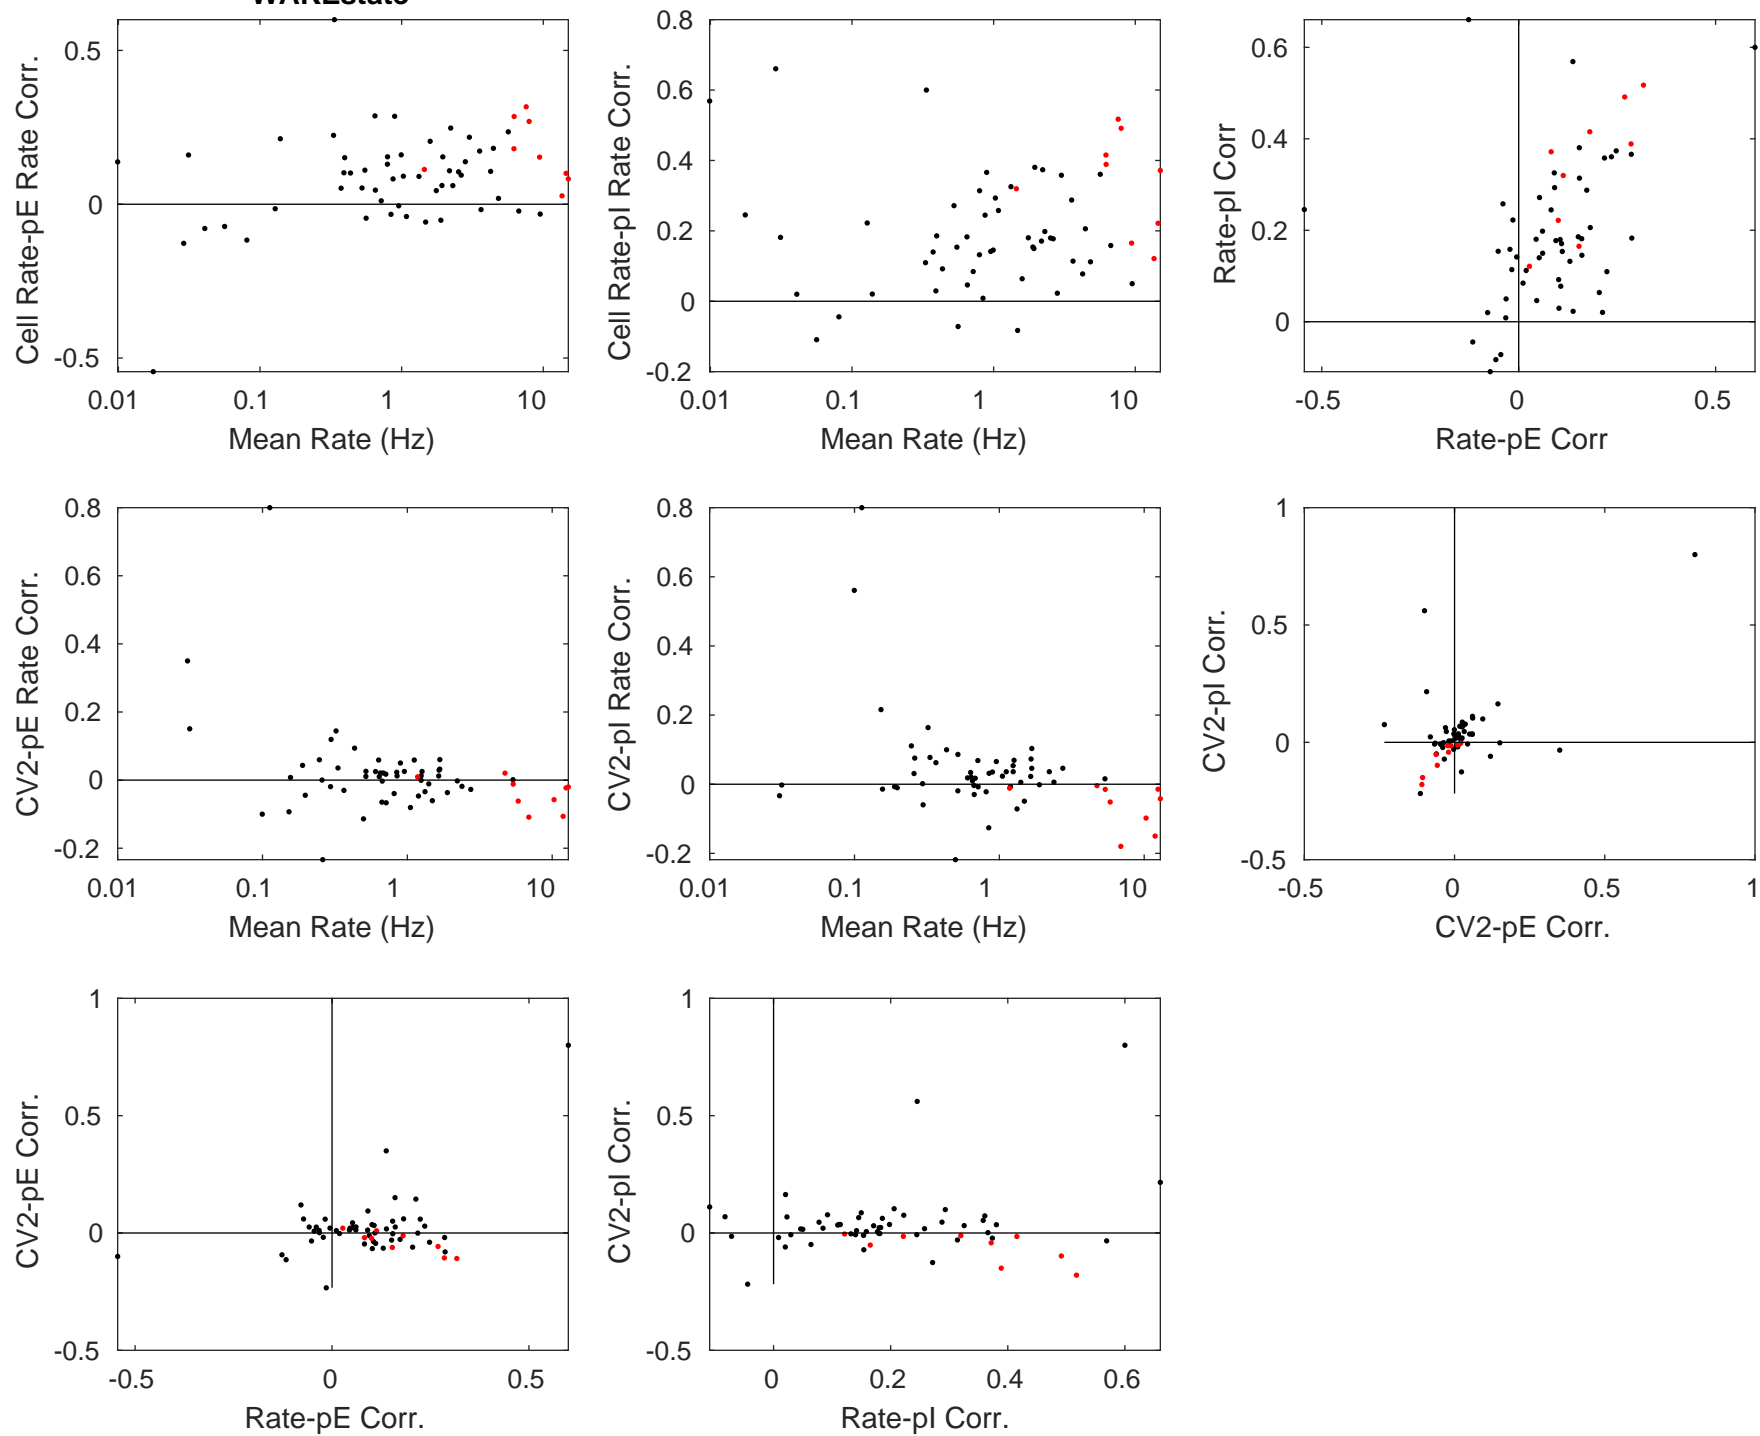 WAKEstate
Cell Rate-pE Rate Corr.
0.5
0
-0.5
0.01 0.1 1 10
Mean Rate (Hz)
Cell Rate-pI Rate Corr.
0.8
0.6
0.4
0.2
0
-0.2
0.01 0.1 1 10
Mean Rate (Hz)
Rate-pI Corr
0.6
0.4
0.2
0
-0.5 0 0.5
Rate-pE Corr
CV2-pE Rate Corr.
0.8
0.6
0.4
0.2
0
-0.2
0.01 0.1 1 10
Mean Rate (Hz)
CV2-pI Rate Corr.
0.8
0.6
0.4
0.2
0
-0.2
0.01 0.1 1 10
Mean Rate (Hz)
CV2-pI Corr.
1
0.5
0
-0.5
-0.5 0 0.5 1
CV2-pE Corr.
CV2-pE Corr.
1
0.5
0
-0.5
-0.5 0 0.5
Rate-pE Corr.
CV2-pI Corr.
1
0.5
0
-0.5
0 0.2 0.4 0.6
Rate-pI Corr.